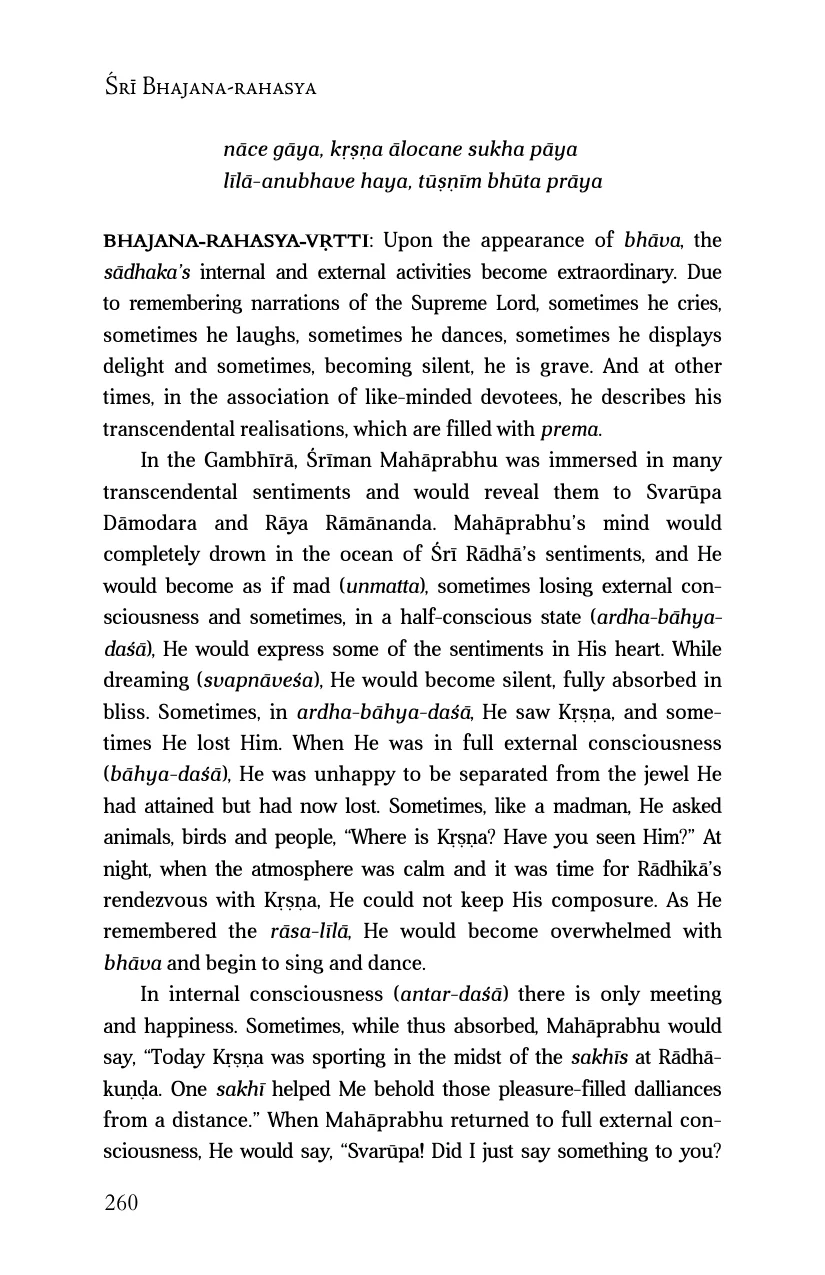 Śrī Bhajana-rahasya
nāce gāya, kṛṣṇa ālocane sukha pāya
līlā-anubhave haya, tūṣṇīm bhūta prāya
BHAJANA-RAHASYA-VṚTTI: Upon the appearance of bhāva, the
sādhaka’s internal and external activities become extraordinary. Due
to remembering narrations of the Supreme Lord, sometimes he cries,
sometimes he laughs, sometimes he dances, sometimes he displays
delight and sometimes, becoming silent, he is grave. And at other
times, in the association of like-minded devotees, he describes his
transcendental realisations, which are filled with prema.
In the Gambhīrā, Śrīman Mahāprabhu was immersed in many
transcendental sentiments and would reveal them to Svarūpa
Dāmodara and Rāya Rāmānanda. Mahāprabhu’s mind would
completely drown in the ocean of Śrī Rādhā’s sentiments, and He
would become as if mad (unmatta), sometimes losing external con-
sciousness and sometimes, in a half-conscious state (ardha-bāhya-
daśā), He would express some of the sentiments in His heart. While
dreaming (svapnāveśa), He would become silent, fully absorbed in
bliss. Sometimes, in ardha-bāhya-daśā, He saw Kṛṣṇa, and some-
times He lost Him. When He was in full external consciousness
(bāhya-daśā), He was unhappy to be separated from the jewel He
had attained but had now lost. Sometimes, like a madman, He asked
animals, birds and people, “Where is Kṛṣṇa? Have you seen Him?” At
night, when the atmosphere was calm and it was time for Rādhikā’s
rendezvous with Kṛṣṇa, He could not keep His composure. As He
remembered the rāsa-līlā, He would become overwhelmed with
bhāva and begin to sing and dance.
In internal consciousness (antar-daśā) there is only meeting
and happiness. Sometimes, while thus absorbed, Mahāprabhu would
say, “Today Kṛṣṇa was sporting in the midst of the sakhīs at Rādhā-
kuṇḍa. One sakhī helped Me behold those pleasure-filled dalliances
from a distance.” When Mahāprabhu returned to full external con-
sciousness, He would say, “Svarūpa! Did I just say something to you?
260